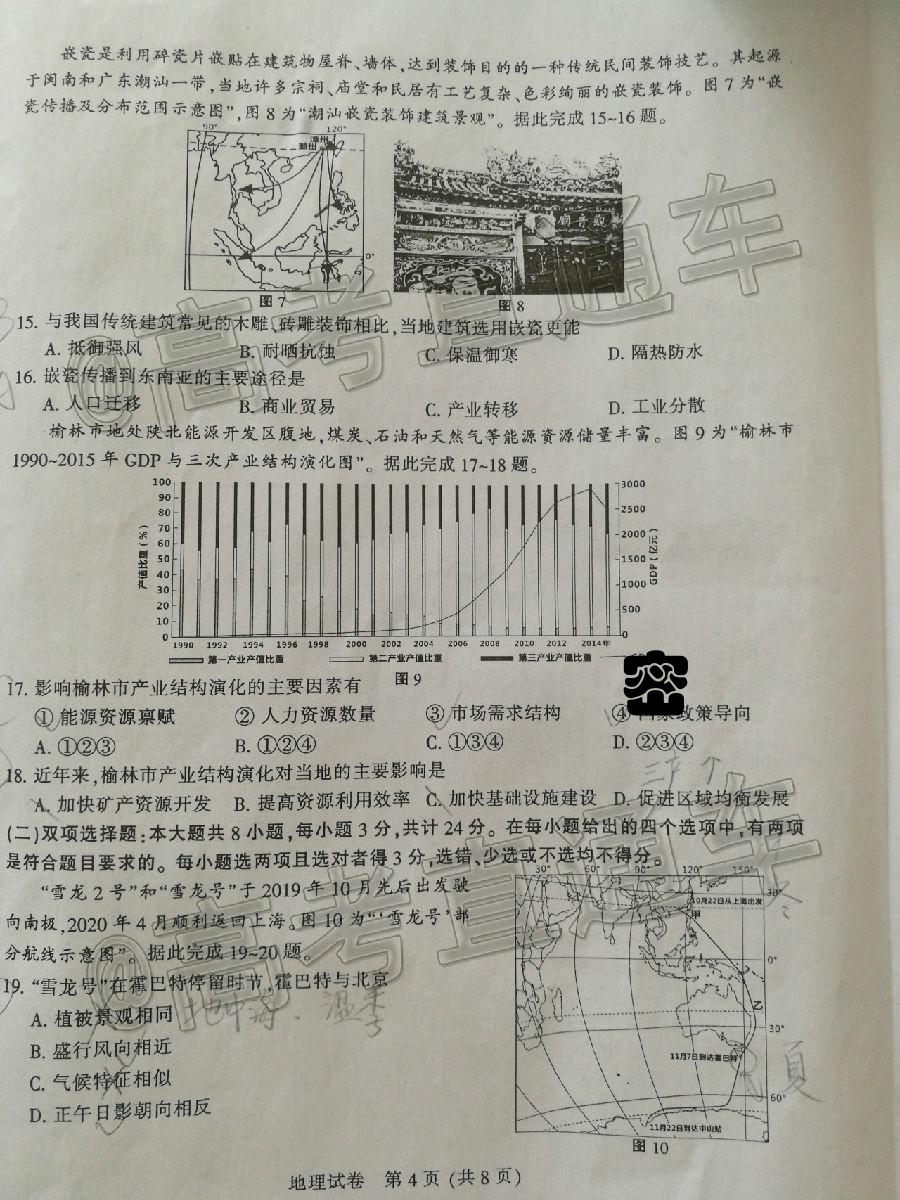 嵌瓷是利用碎瓷片嵌贴在建筑物屋脊、墙体,达到装饰目的的一种传统民间装饰技艺。其起源
于闽南和广东潮汕一带,当地许多宗祠、庙堂和民居有工艺复杂、色彩绚丽的嵌瓷装饰。图7为“嵌
瓷传播及分布范围示意图”,图8为“潮汕嵌瓷装饰建筑景观”。据此完成15~16题。
90° 120°
漳州
潮州
0°
图7
图8
15. 与我国传统建筑常见的木雕、砖雕装饰相比,当地建筑选用嵌瓷更能
A. 抵御强风 B. 耐晒抗蚀 C. 保温御寒 D. 隔热防水
16. 嵌瓷传播到东南亚的主要途径是
A. 人口迁移 B. 商业贸易 C. 产业转移 D. 工业分散
榆林市地处陕北能源开发区腹地,煤炭、石油和天然气等能源资源储量丰富。图9为“榆林市
1990~2015年GDP与三次产业结构演化图”。据此完成17~18题。
产值比重(%)
100
90
80
70
60
50
40
30
20
10
0
3000
2500
2000
1500
1000
500
0
GDP(亿元)
1990 1992 1994 1996 1998 2000 2002 2004 2006 2008 2010 2012 2014年
第一产业产值比重 第二产业产值比重 第三产业产值比重
图9
17. 影响榆林市产业结构演化的主要因素有
①能源资源禀赋 ②人力资源数量 ③市场需求结构 ④国家政策导向
A. ①②③ B. ①②④ C. ①③④ D. ②③④
18. 近年来,榆林市产业结构演化对当地的主要影响是
A. 加快矿产资源开发 B. 提高资源利用效率 C. 加快基础设施建设 D. 促进区域均衡发展
(二)双项选择题:本大题共8小题,每小题3分,共计24分。在每小题给出的四个选项中,有两项
是符合题目要求的。每小题选两项且选对者得3分,选错、少选或不选均不得分。
“雪龙2号”和“雪龙号”于2019年10月先后出发驶
向南极,2020年4月顺利返回上海。图10为“‘雪龙号’部
分航线示意图”。据此完成19~20题。
19. “雪龙号”在霍巴特停留时节,霍巴特与北京
A. 植被景观相同
B. 盛行风向相近
C. 气候特征相似
D. 正午日影朝向相反
30° 60° 90° 120° 150°
30°
10月22日从上海出发
甲
0°
乙
30°
11月7日到达霍巴特
60°
11月22日到达中山站
图10
冬
夏
@高考直通车
@高考直通车
地理试卷 第4页(共8页)